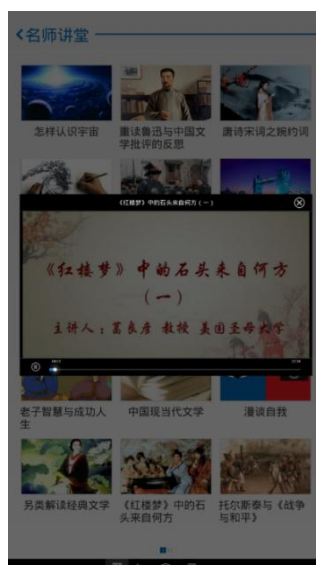 名师讲堂
怎样认识宇宙
重读鲁迅与中国文
学批评的反思
唐诗宋词之婉约词
《红楼梦》中的石头来自何方（一）
《红楼梦》中的石头来自何方
（一）
主讲人：葛良彦 教授 美国圣母大学
老子智慧与成功人
生
中国现当代文学
漫谈自我
另类解读经典文学
《红楼梦》中的石
头来自何方
托尔斯泰与《战争
与和平》